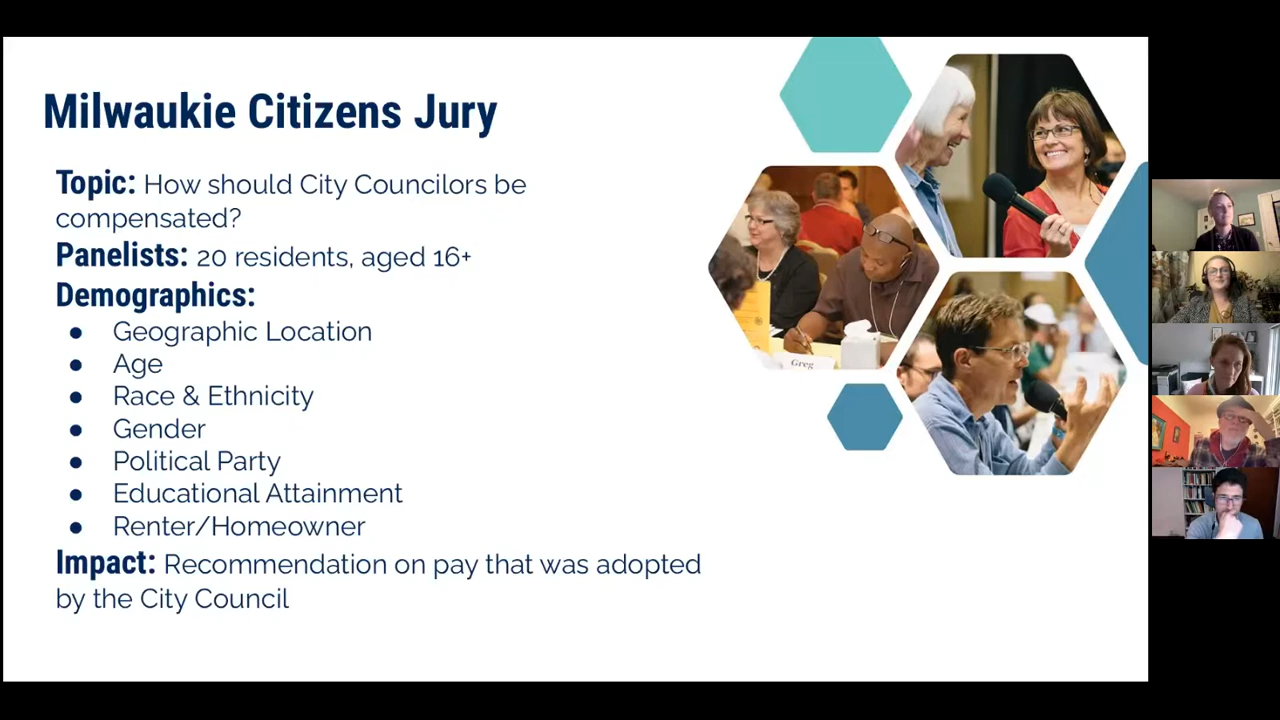 Milwaukie Citizens Jury
Topic: How should City Councilors be
compensated?
Panelists: 20 residents, aged 16+
Demographics:
● Geographic Location
● Age
● Race & Ethnicity
● Gender
● Political Party
● Educational Attainment
● Renter/Homeowner
Impact: Recommendation on pay that was adopted
by the City Council
Greg